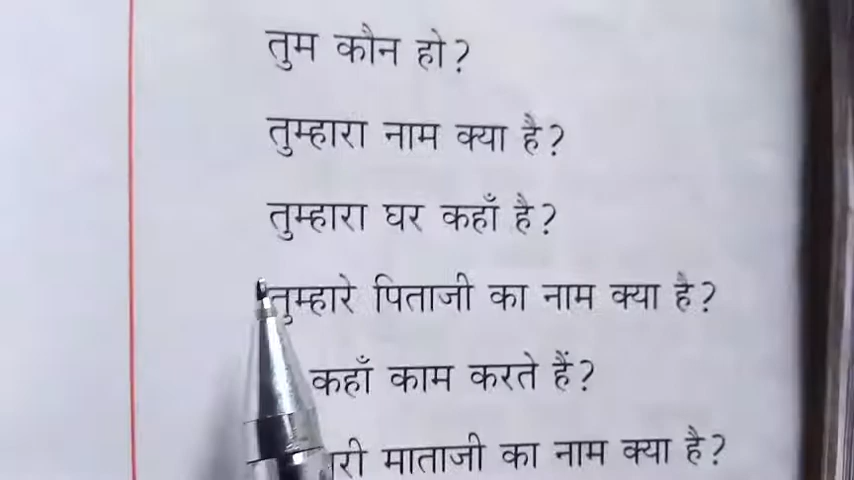 तुम कौन हो?
तुम्हारा नाम क्या है?
तुम्हारा घर कहाँ है?
तुम्हारे पिताजी का नाम क्या है?
कहाँ काम करते हैं?
री माताजी का नाम क्या है?